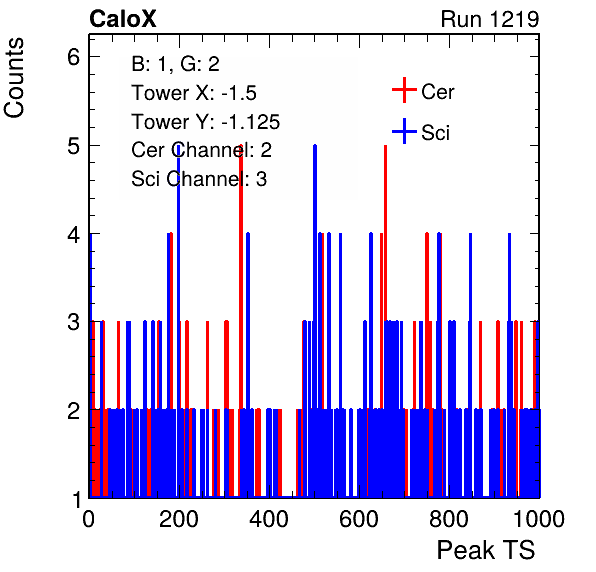 CaloX Run 1219
Counts
B: 1, G: 2
Tower X: -1.5
Tower Y: -1.125
Cer Channel: 2
Sci Channel: 3
Cer
Sci
6
5
4
3
2
1
0 200 400 600 800 1000
Peak TS